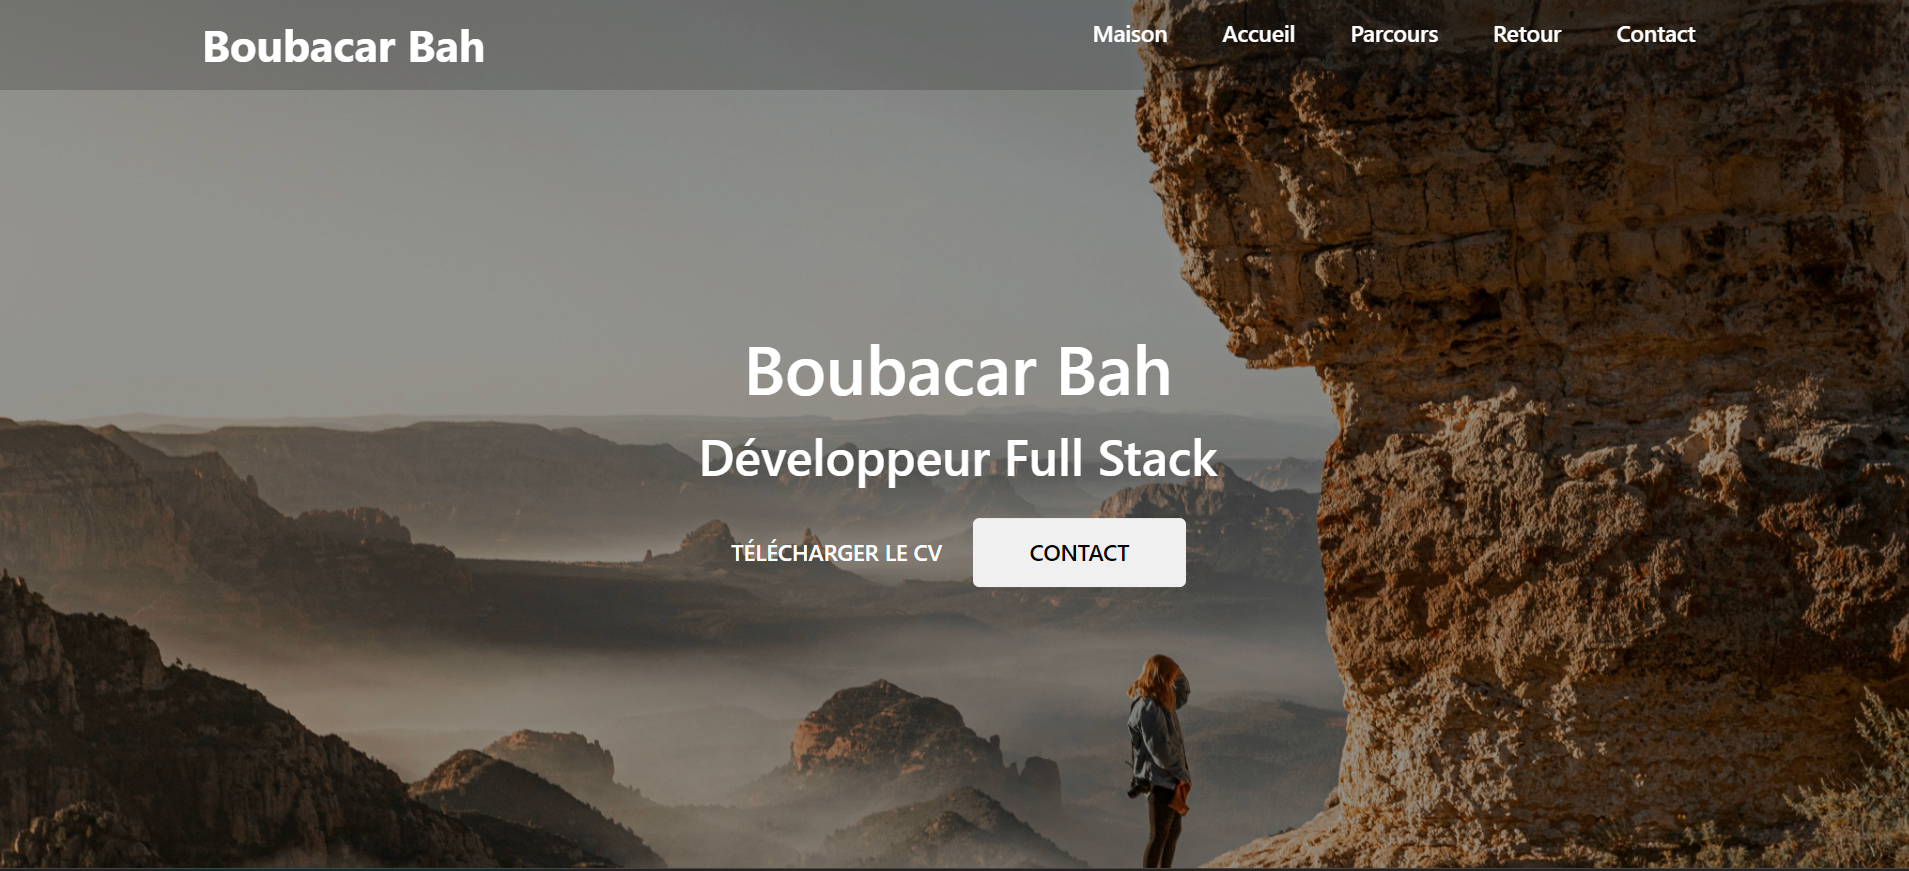 Boubacar Bah
Maison Accueil Parcours Retour Contact
Boubacar Bah
Développeur Full Stack
TÉLÉCHARGER LE CV CONTACT